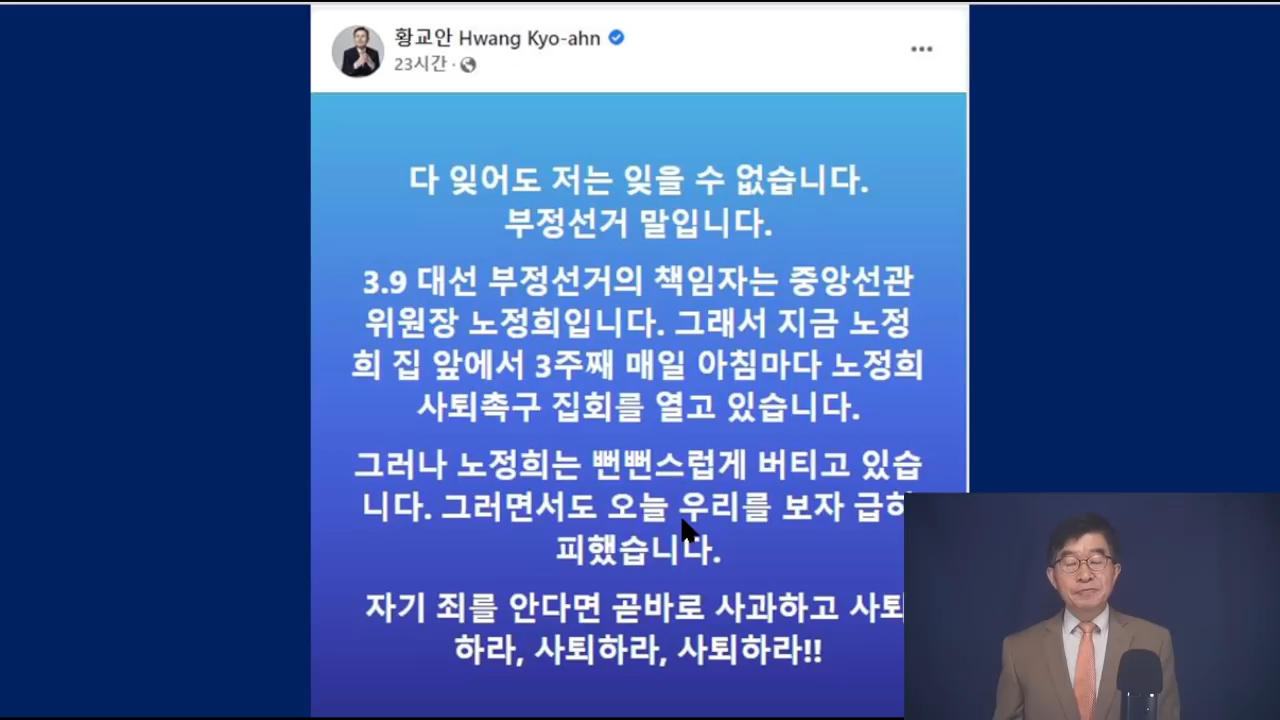 황교안 Hwang Kyo-ahn
23시간 ·
다 잊어도 저는 잊을 수 없습니다.
부정선거 말입니다.
3.9 대선 부정선거의 책임자는 중앙선관
위원장 노정희입니다. 그래서 지금 노정
희 집 앞에서 3주째 매일 아침마다 노정희
사퇴촉구 집회를 열고 있습니다.
그러나 노정희는 뻔뻔스럽게 버티고 있습
니다. 그러면서도 오늘 우리를 보자 급히
피했습니다.
자기 죄를 안다면 곧바로 사과하고 사퇴
하라, 사퇴하라, 사퇴하라!!